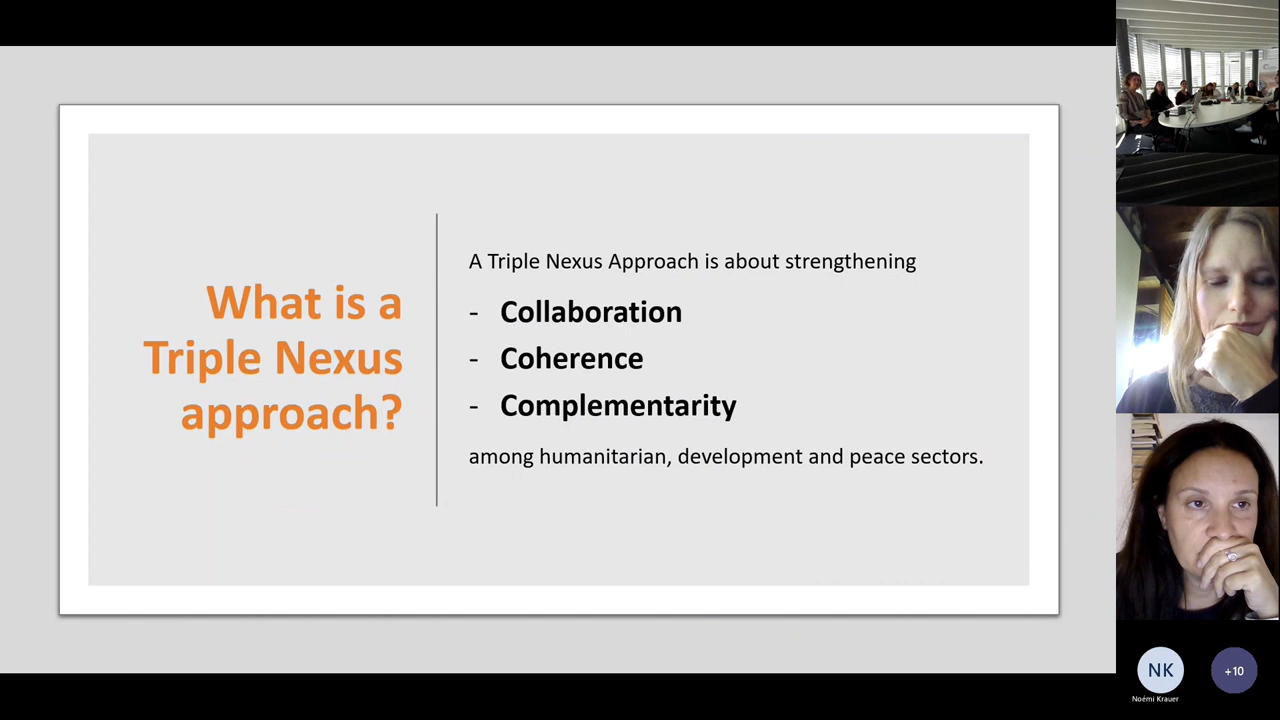 What is a
Triple Nexus
approach?
A Triple Nexus Approach is about strengthening
- Collaboration
- Coherence
- Complementarity
among humanitarian, development and peace sectors.
NK
+10
Noémi Krauer